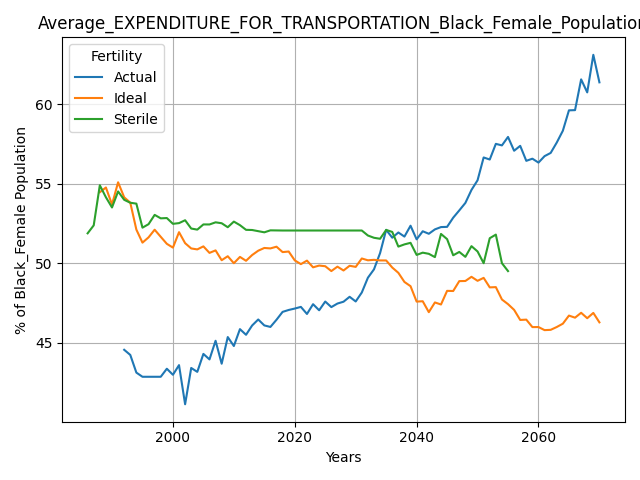 Average_EXPENDITURE_FOR_TRANSPORTATION_Black_Female_Population
Fertility
Actual
Ideal
Sterile
% of Black_Female Population
60
55
50
45
2000
2020
2040
2060
Years